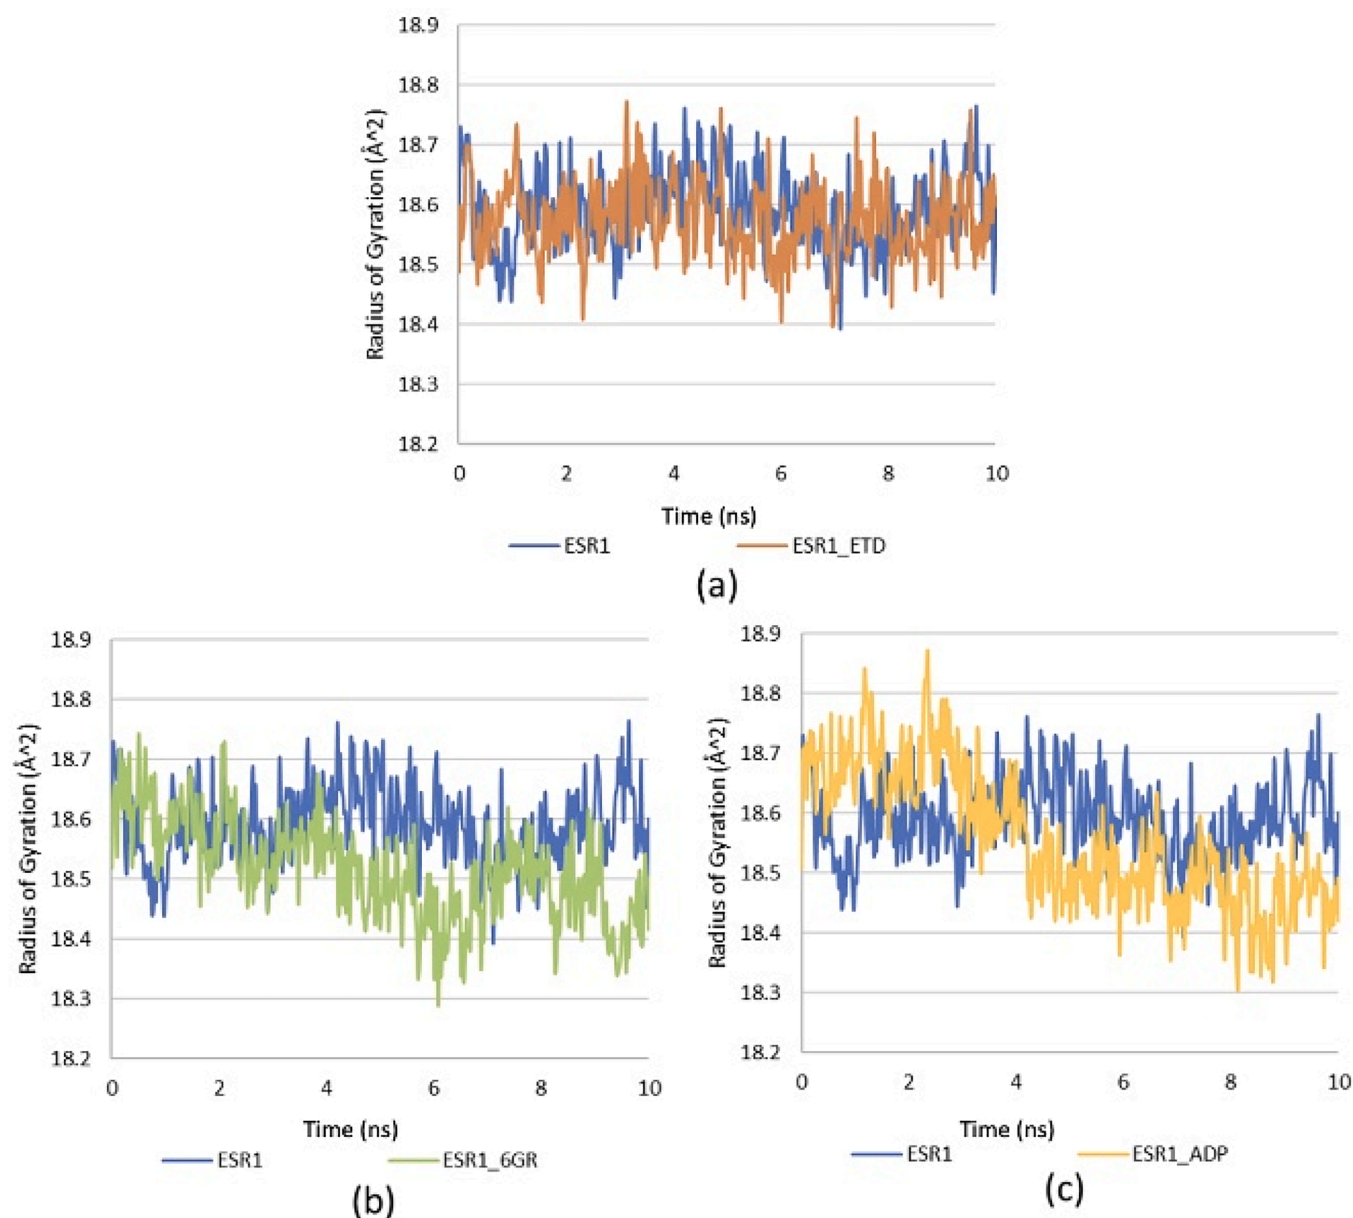 18.9
18.8
18.7
18.6
18.5
18.4
18.3
18.2
Radius of Gyration (Å^2)
0 2 4 6 8 10
Time (ns)
ESR1 ESR1_ETD
(a)
18.9
18.8
18.7
18.6
18.5
18.4
18.3
18.2
Radius of Gyration (Å^2)
0 2 4 6 8 10
Time (ns)
ESR1 ESR1_6GR
(b)
18.9
18.8
18.7
18.6
18.5
18.4
18.3
18.2
Radius of Gyration (Å^2)
0 2 4 6 8 10
Time (ns)
ESR1 ESR1_ADP
(c)